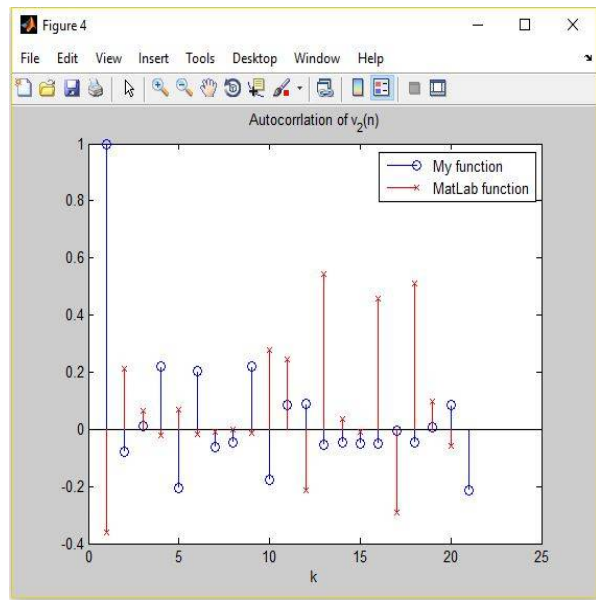 Figure 4
File Edit View Insert Tools Desktop Window Help
Autocorrlation of v2(n)
My function
MatLab function
1
0.8
0.6
0.4
0.2
0
-0.2
-0.4
0 5 10 15 20 25
k